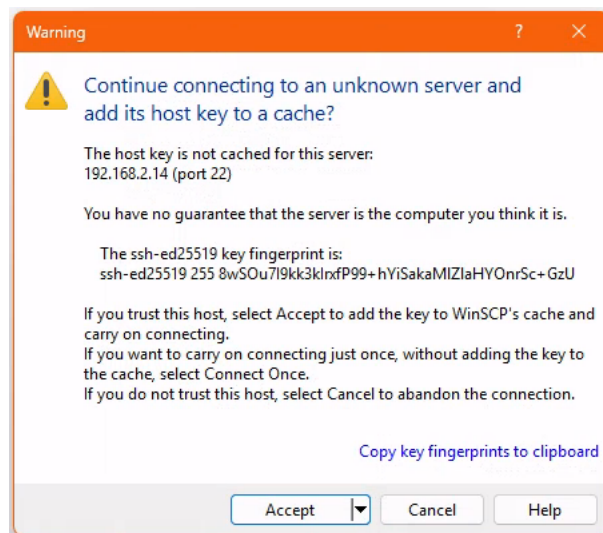 Warning
?
Continue connecting to an unknown server and
add its host key to a cache?
The host key is not cached for this server:
192.168.2.14 (port 22)
You have no guarantee that the server is the computer you think it is.
The ssh-ed25519 key fingerprint is:
ssh-ed25519 255 8wSOu7l9kk3klrxfP99+hYiSakaMlZlaHYOnrSc+GzU
If you trust this host, select Accept to add the key to WinSCP's cache and
carry on connecting.
If you want to carry on connecting just once, without adding the key to
the cache, select Connect Once.
If you do not trust this host, select Cancel to abandon the connection.
Copy key fingerprints to clipboard
Accept
Cancel
Help